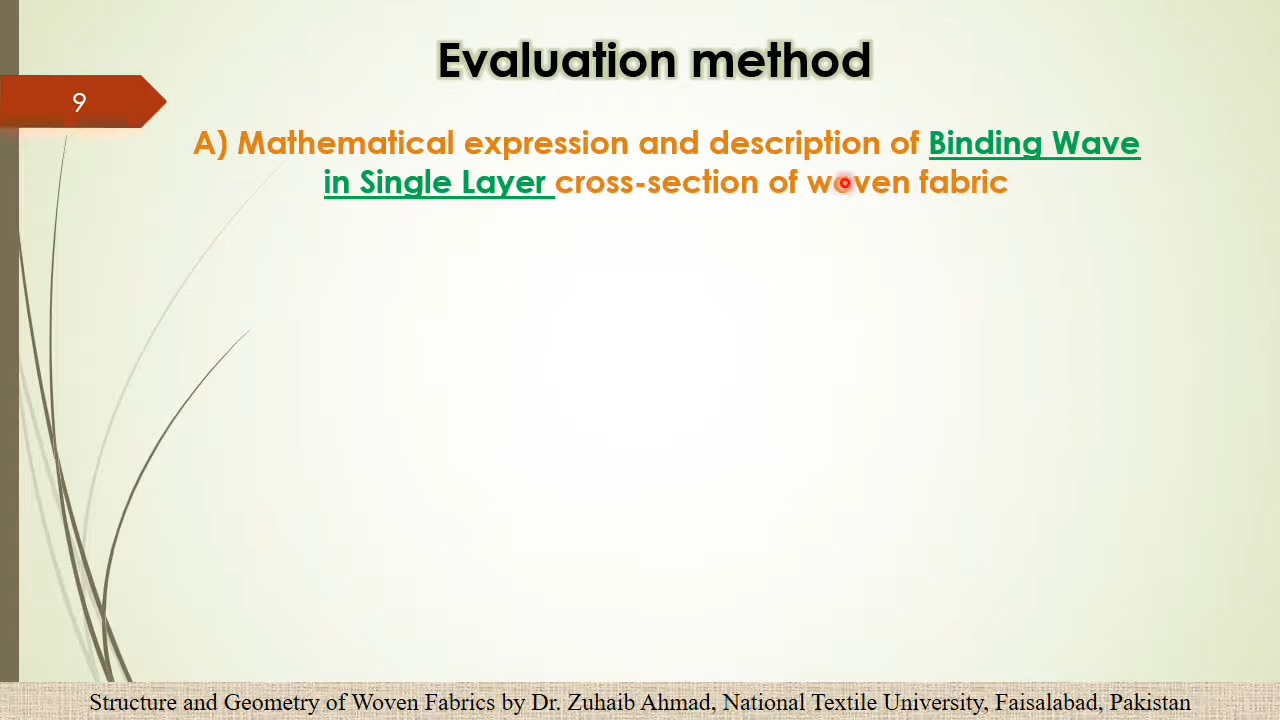 Evaluation method
9
A) Mathematical expression and description of Binding Wave
in Single Layer cross-section of woven fabric
Structure and Geometry of Woven Fabrics by Dr. Zuhaib Ahmad, National Textile University, Faisalabad, Pakistan